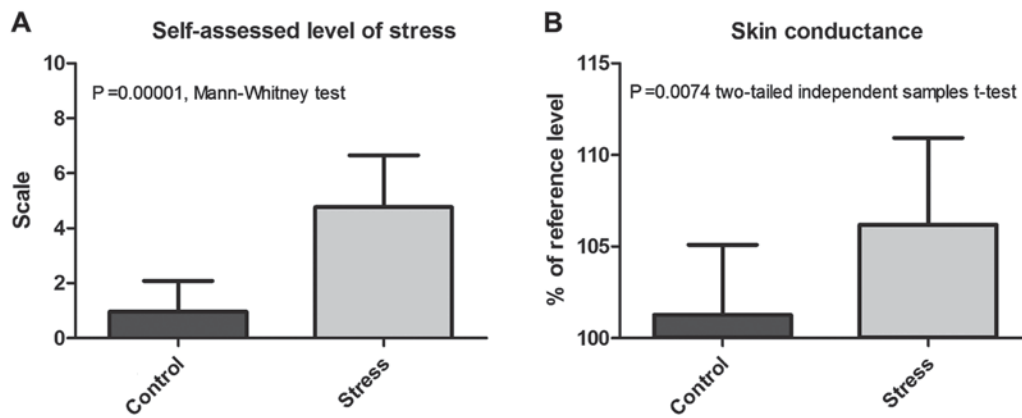 A
Self-assessed level of stress
P=0.00001, Mann-Whitney test
Scale
10
8
6
4
2
0
Control
Stress
B
Skin conductance
P=0.0074 two-tailed independent samples t-test
% of reference level
115
110
105
100
Control
Stress